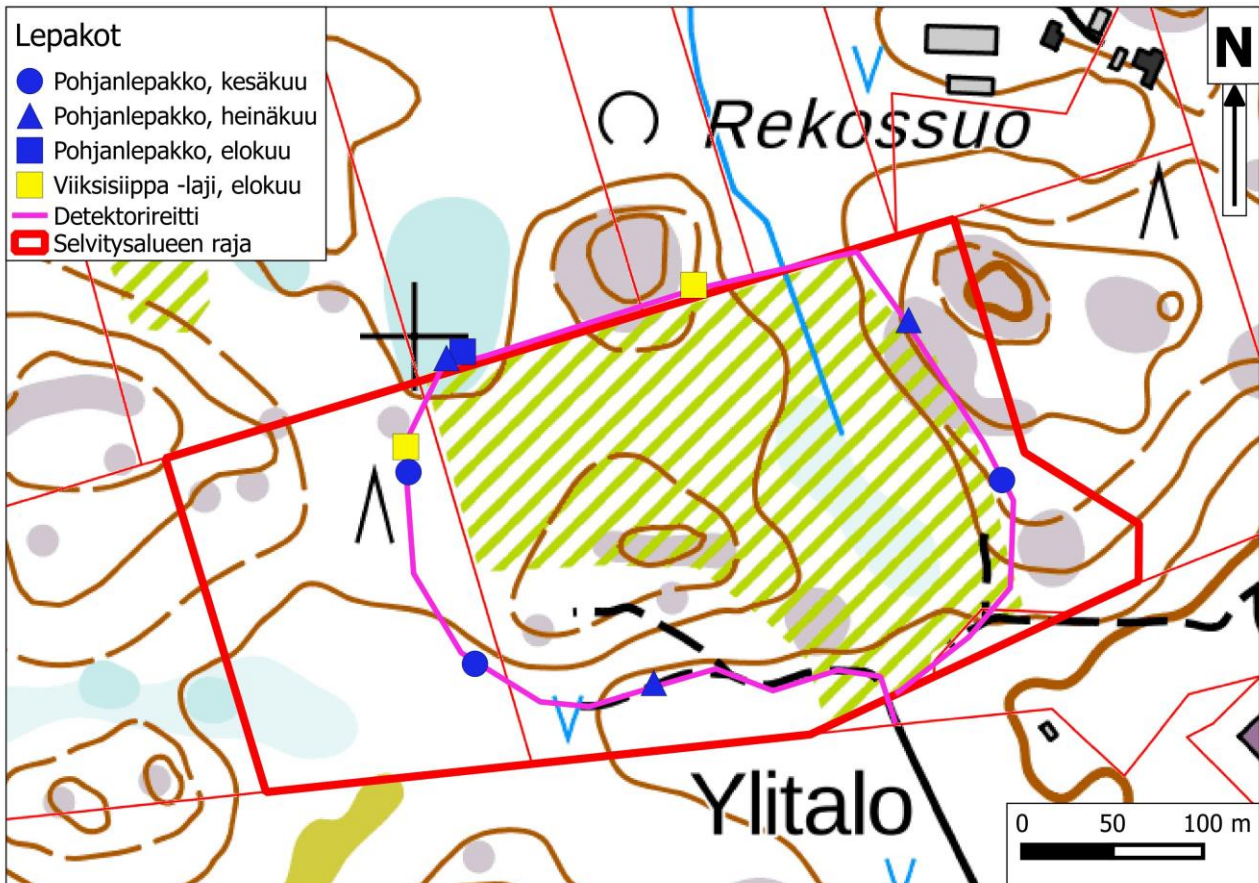 Lepakot
Pohjanlepakko, kesäkuu
Pohjanlepakko, heinäkuu
Pohjanlepakko, elokuu
Viiksisiippa -laji, elokuu
Detektorireitti
Selvitysalueen raja
N
Rekossuo
Ylitalo
0 50 100 m